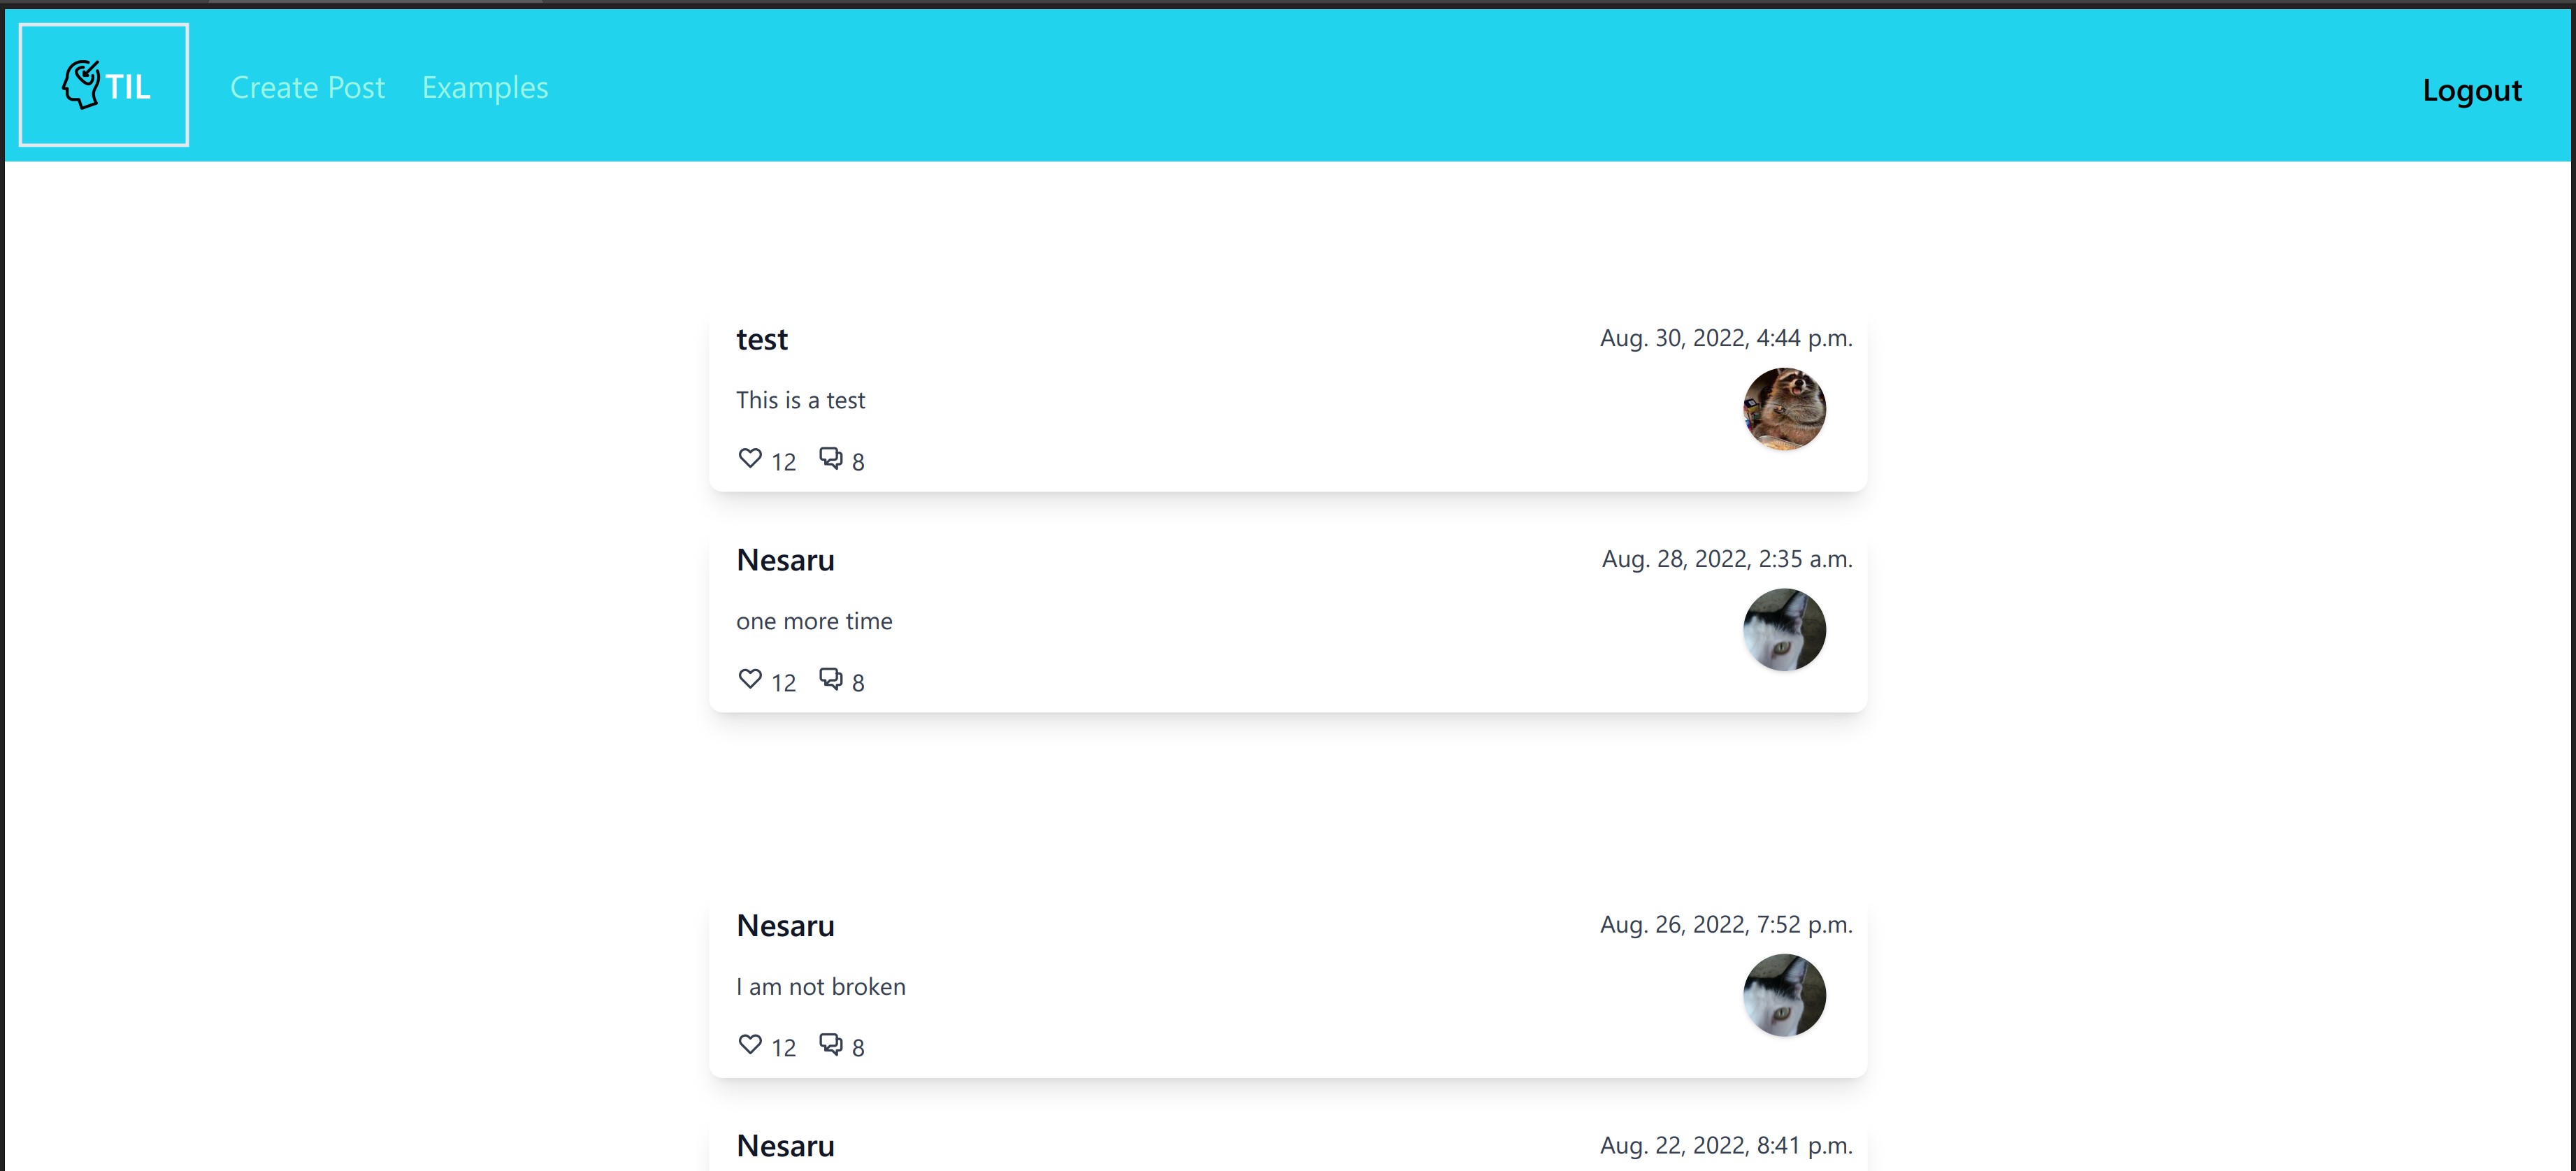 TIL Create Post Examples Logout
test Aug. 30, 2022, 4:44 p.m.
This is a test
12 8
Nesaru Aug. 28, 2022, 2:35 a.m.
one more time
12 8
Nesaru Aug. 26, 2022, 7:52 p.m.
I am not broken
12 8
Nesaru Aug. 22, 2022, 8:41 p.m.